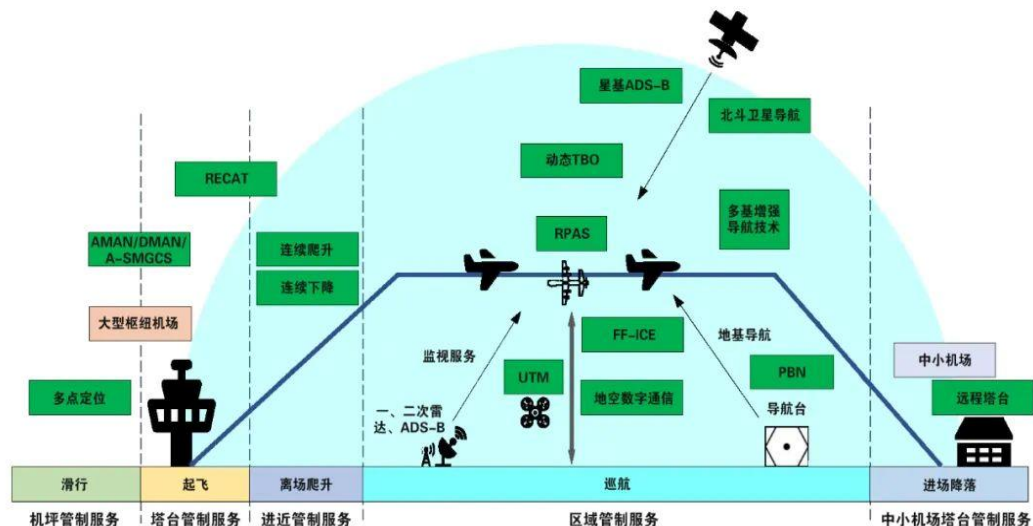 星基ADS-B
北斗卫星导航
动态TBO
RECAT
多基增强
导航技术
RPAS
AMAN/DMAN/
A-SMGCS
连续爬升
连续下降
大型枢纽机场
FF-ICE
地基导航
监视服务
中小机场
UTM
PBN
多点定位
地空数字通信
远程塔台
一、二次雷
达、ADS-B
导航台
滑行
起飞
离场爬升
巡航
进场降落
机坪管制服务
塔台管制服务
进近管制服务
区域管制服务
中小机场塔台管制服务